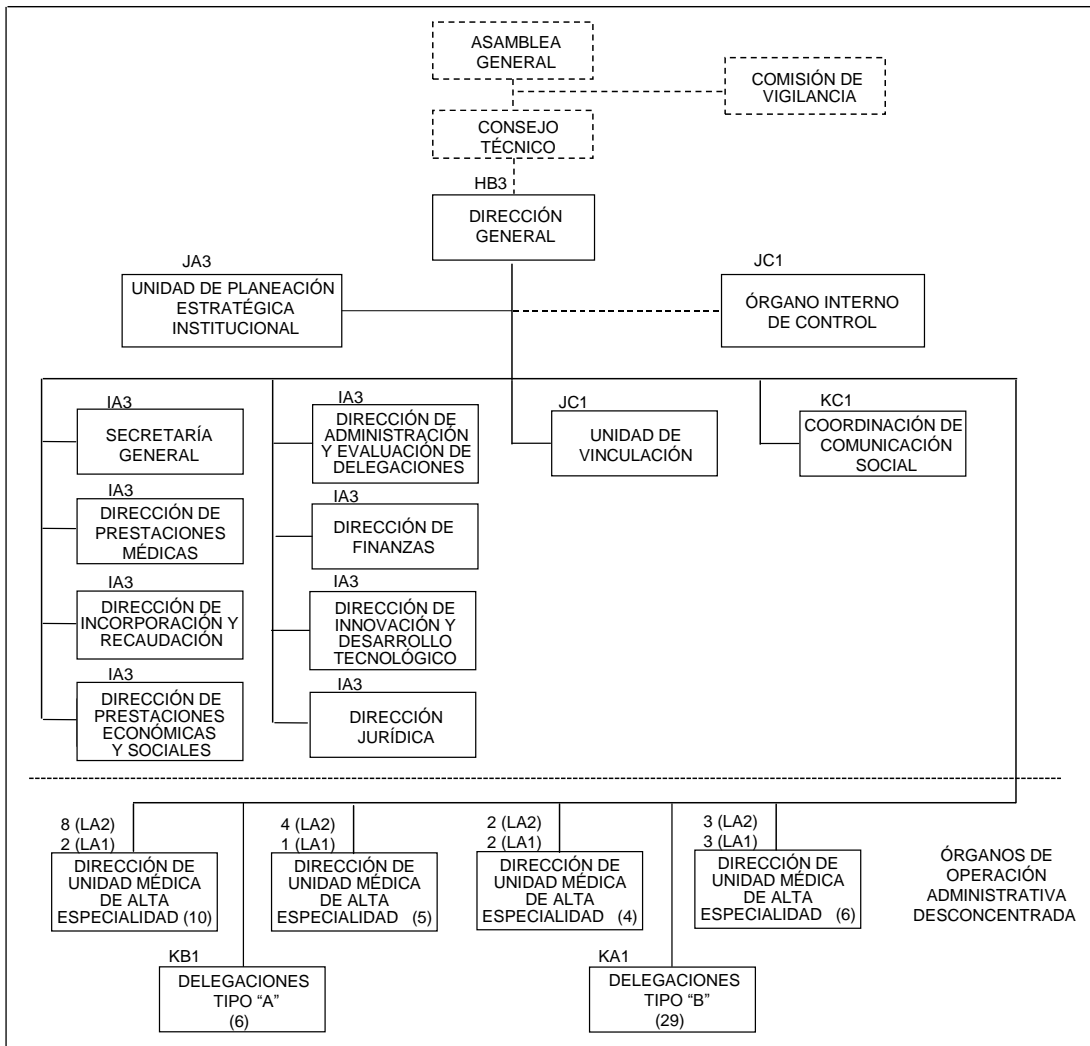 ASAMBLEA
GENERAL
COMISIÓN DE
VIGILANCIA
CONSEJO
TÉCNICO
HB3
DIRECCIÓN
GENERAL
JA3
UNIDAD DE PLANEACIÓN
ESTRATÉGICA
INSTITUCIONAL
JC1
ÓRGANO INTERNO
DE CONTROL
IA3
SECRETARÍA
GENERAL
IA3
DIRECCIÓN DE
PRESTACIONES
MÉDICAS
IA3
DIRECCIÓN DE
INCORPORACIÓN Y
RECAUDACIÓN
IA3
DIRECCIÓN DE
PRESTACIONES
ECONÓMICAS
Y SOCIALES
IA3
DIRECCIÓN DE
ADMINISTRACIÓN
Y EVALUACIÓN DE
DELEGACIONES
IA3
DIRECCIÓN DE
FINANZAS
IA3
DIRECCIÓN DE
INNOVACIÓN Y
DESARROLLO
TECNOLÓGICO
IA3
DIRECCIÓN
JURÍDICA
JC1
UNIDAD DE
VINCULACIÓN
KC1
COORDINACIÓN DE
COMUNICACIÓN
SOCIAL
8 (LA2)
2 (LA1)
DIRECCIÓN DE
UNIDAD MÉDICA
DE ALTA
ESPECIALIDAD (10)
4 (LA2)
1 (LA1)
DIRECCIÓN DE
UNIDAD MÉDICA
DE ALTA
ESPECIALIDAD (5)
2 (LA2)
2 (LA1)
DIRECCIÓN DE
UNIDAD MÉDICA
DE ALTA
ESPECIALIDAD (4)
3 (LA2)
3 (LA1)
DIRECCIÓN DE
UNIDAD MÉDICA
DE ALTA
ESPECIALIDAD (6)
ÓRGANOS DE
OPERACIÓN
ADMINISTRATIVA
DESCONCENTRADA
KB1
DELEGACIONES
TIPO “A”
(6)
KA1
DELEGACIONES
TIPO “B”
(29)